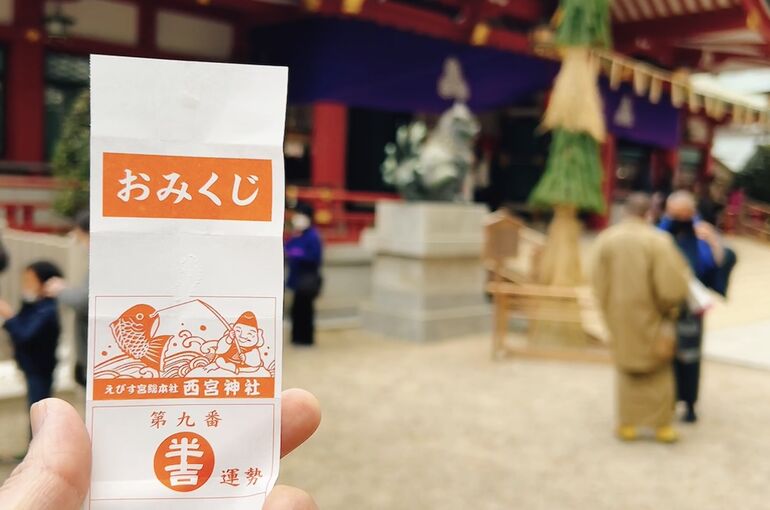 おみくじ
えびす宮総本社 西宮神社
第九番
半吉 運勢